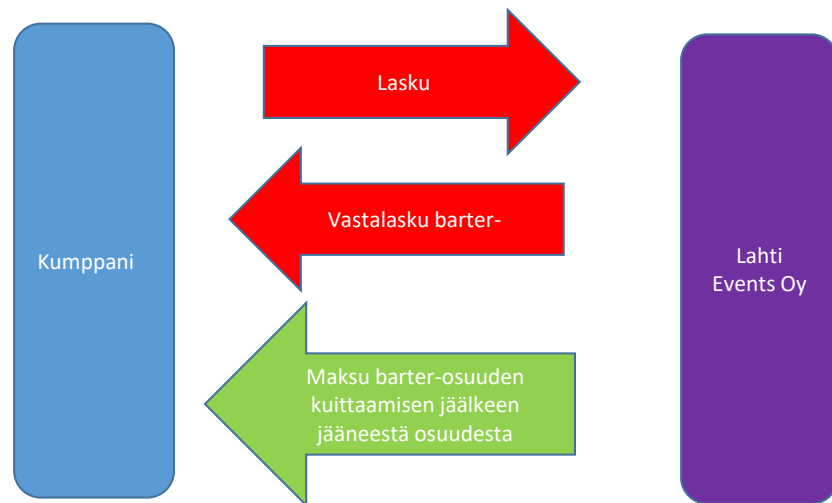 Lasku
Vastalasku barter-
Kumppani
Lahti
Events Oy
Maksu barter-osuuden
kuittaamisen jäälkeen
jääneestä osuudesta